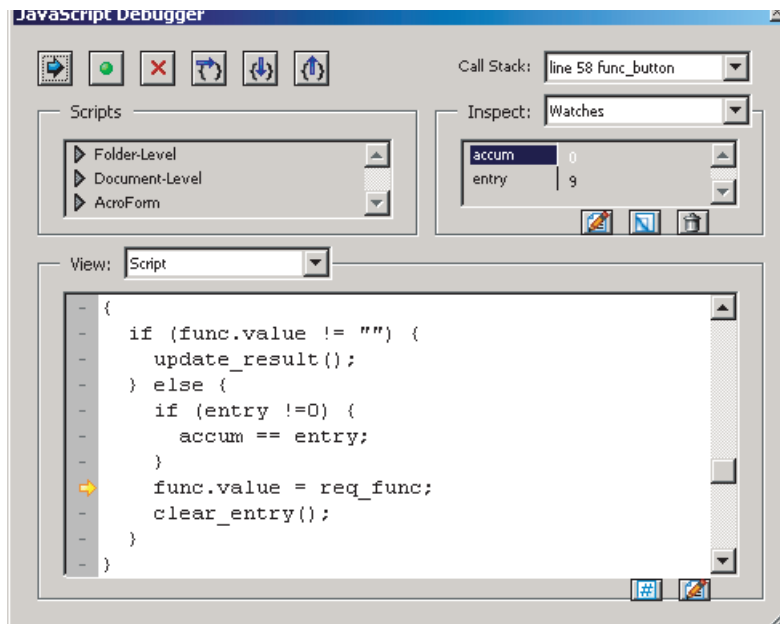 JavaScript Debugger
Call Stack: line 58 func_button
Scripts
Inspect: Watches
Folder-Level
Document-Level
AcroForm
accum 0
entry 9
View: Script
- {
-   if (func.value != "") {
-     update_result();
-   } else {
-     if (entry !=0) {
-       accum == entry;
-     }
    func.value = req_func;
-     clear_entry();
-   }
- }
#